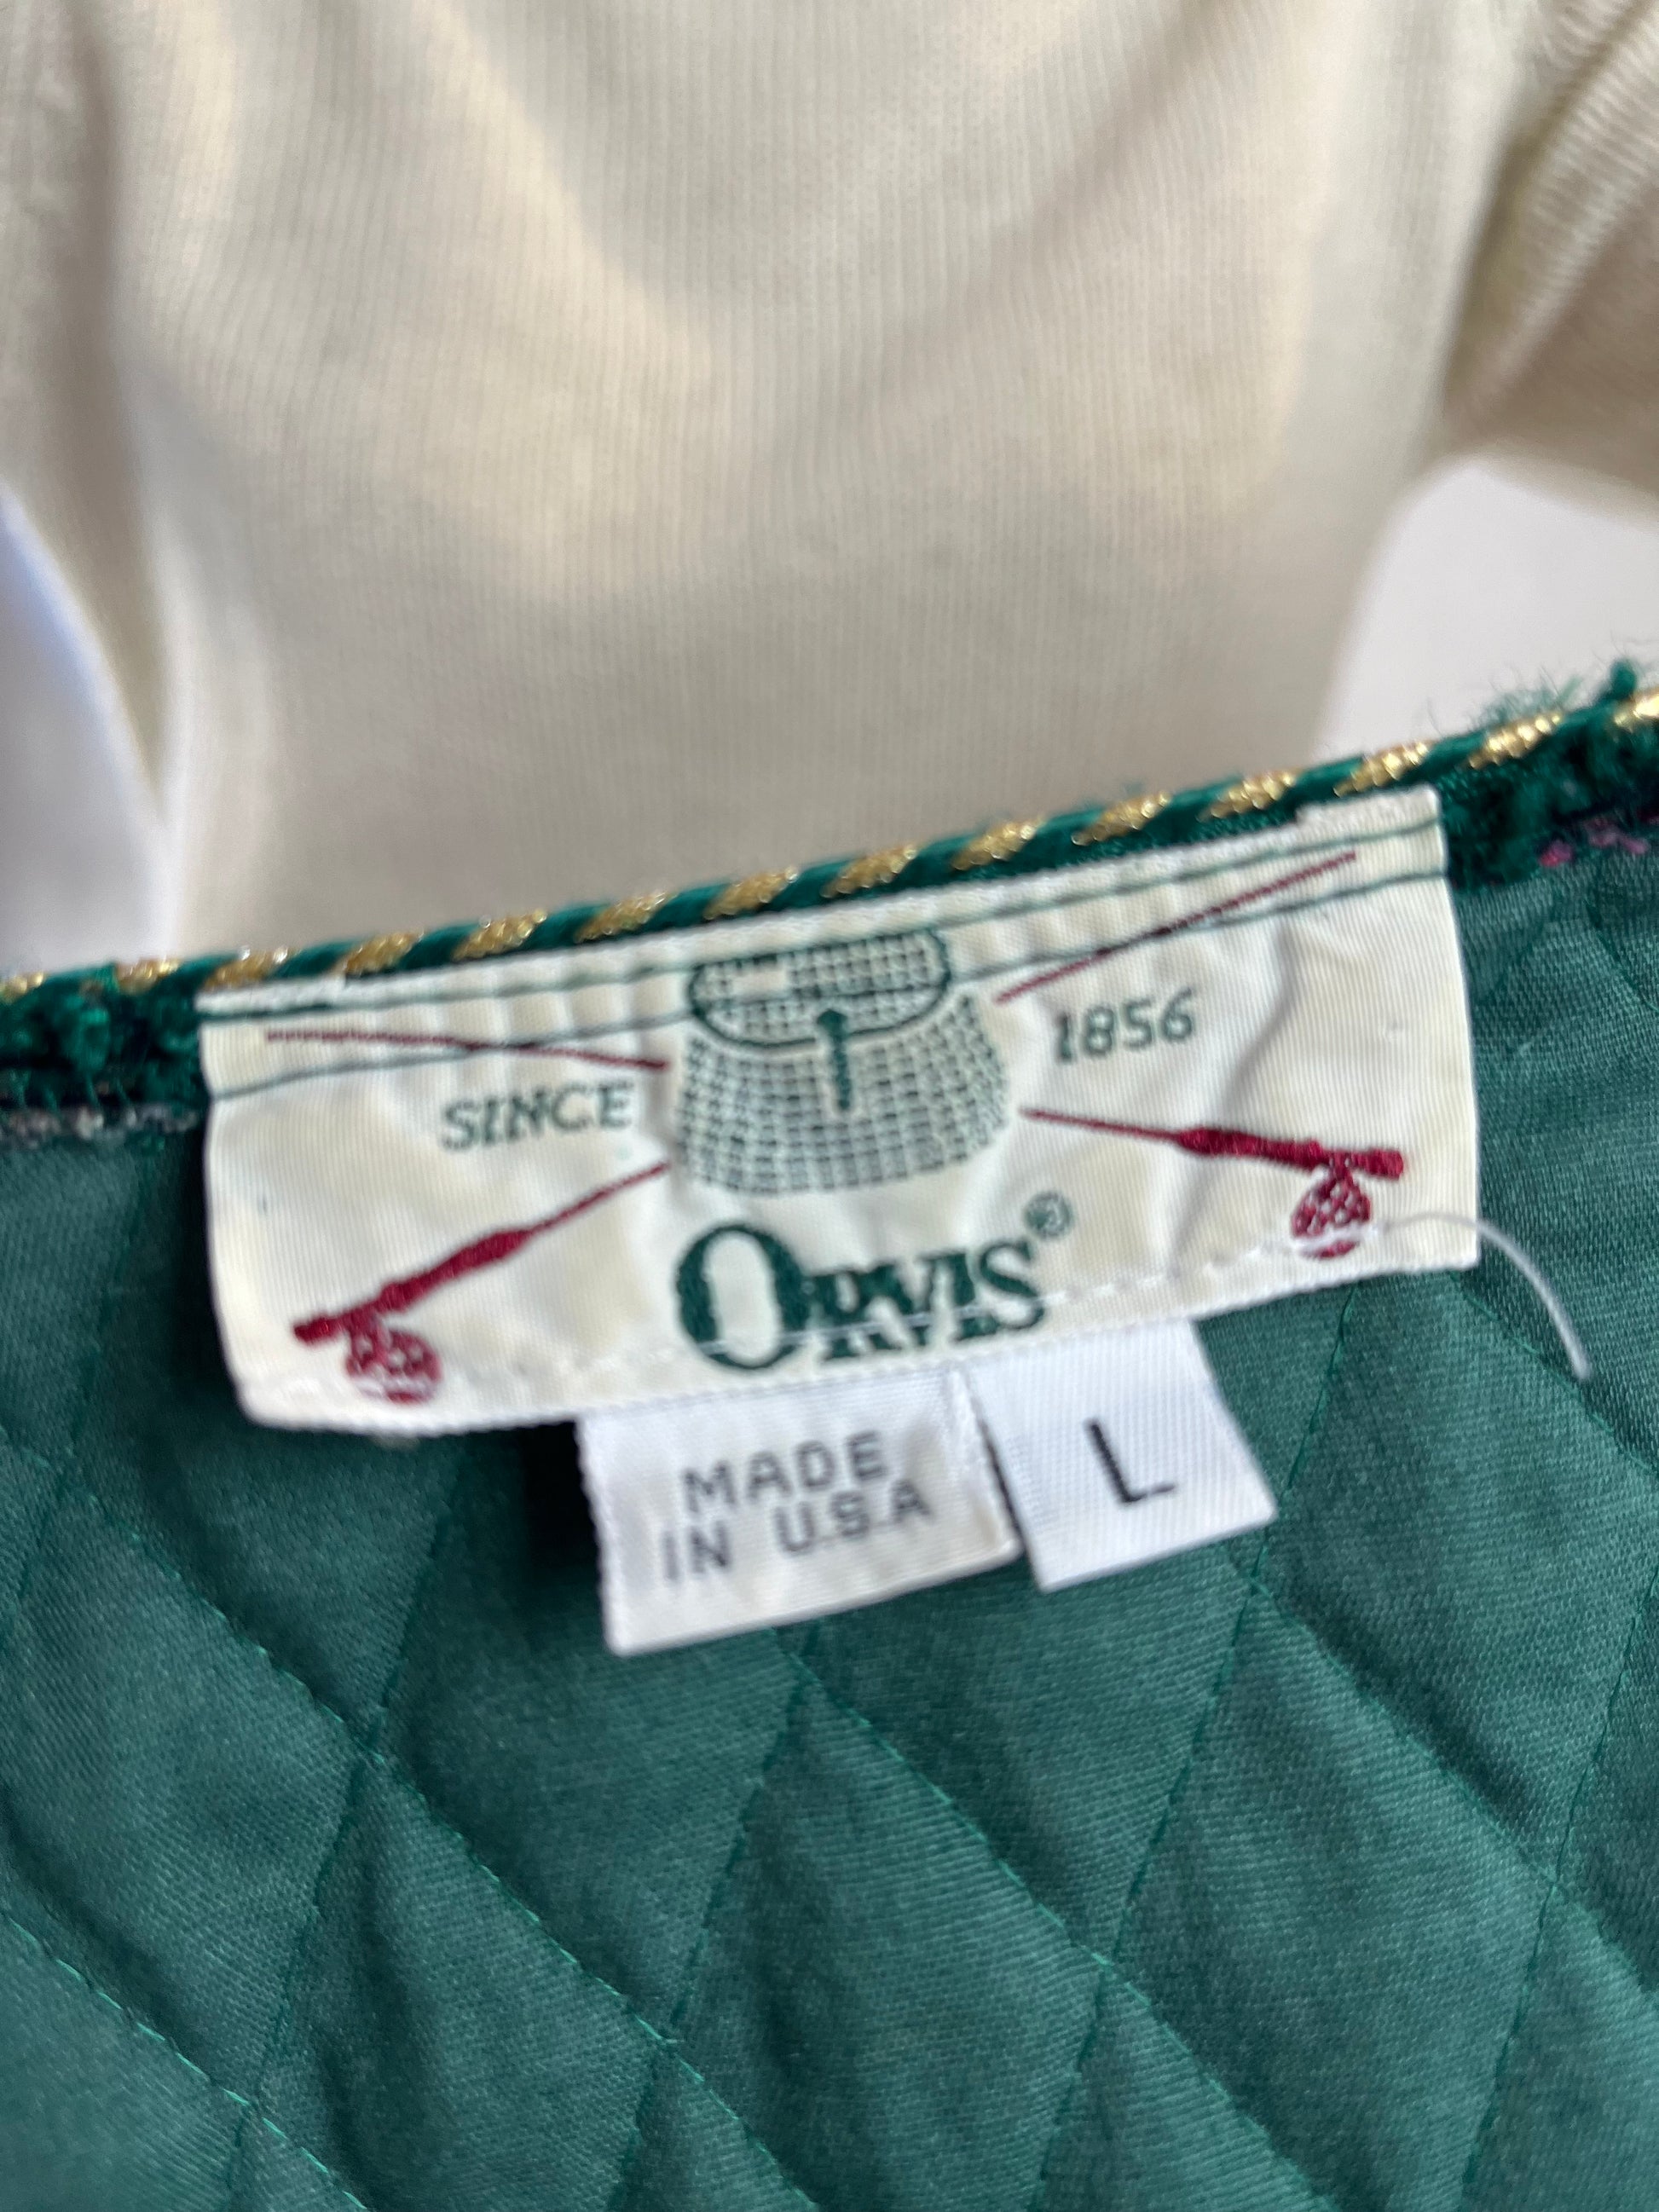 SINCE 1856
ORVIS®
MADE
IN U.S.A
L